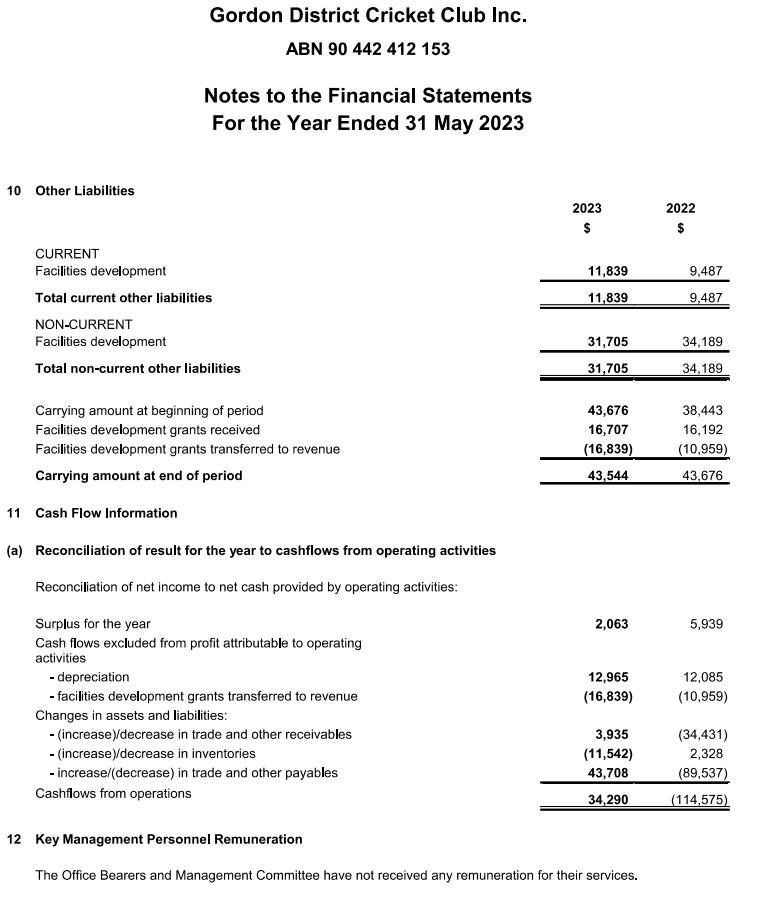 Gordon District Cricket Club Inc.
ABN 90 442 412 153
Notes to the Financial Statements
For the Year Ended 31 May 2023
10 Other Liabilities
2023 2022
$ $
CURRENT
Facilities development 11,839 9,487
Total current other liabilities 11,839 9,487
NON-CURRENT
Facilities development 31,705 34,189
Total non-current other liabilities 31,705 34,189
Carrying amount at beginning of period 43,676 38,443
Facilities development grants received 16,707 16,192
Facilities development grants transferred to revenue (16,839) (10,959)
Carrying amount at end of period 43,544 43,676
11 Cash Flow Information
(a) Reconciliation of result for the year to cashflows from operating activities
Reconciliation of net income to net cash provided by operating activities:
Surplus for the year 2,063 5,939
Cash flows excluded from profit attributable to operating
activities
- depreciation 12,965 12,085
- facilities development grants transferred to revenue (16,839) (10,959)
Changes in assets and liabilities:
- (increase)/decrease in trade and other receivables 3,935 (34,431)
- (increase)/decrease in inventories (11,542) 2,328
- increase/(decrease) in trade and other payables 43,708 (89,537)
Cashflows from operations 34,290 (114,575)
12 Key Management Personnel Remuneration
The Office Bearers and Management Committee have not received any remuneration for their services.